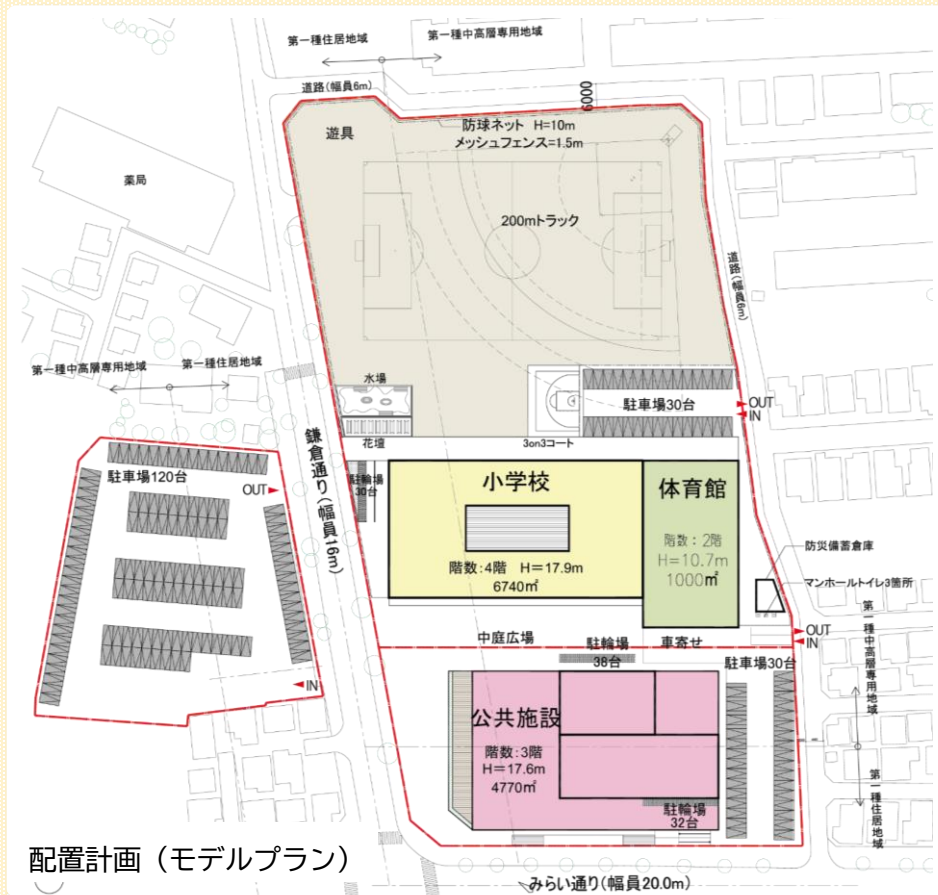 第一種住居地域
第一種中高層専用地域
道路(幅員6m)
6000
遊具
防球ネット H=10m
メッシュフェンス=1.5m
薬局
200mトラック
道路(幅員6m)
第一種中高層専用地域
第一種住居地域
水場
花壇
3on3コート
駐車場30台
OUT
IN
鎌倉通り(幅員16m)
駐車場120台
OUT
IN
駐輪場
30台
小学校
階数:4階 H=17.9m
6740㎡
体育館
階数:2階
H=10.7m
1000㎡
防災備蓄倉庫
マンホールトイレ3箇所
OUT
IN
中庭広場
駐輪場
38台
車寄せ
駐車場30台
第一種中高層専用地域
第一種住居地域
公共施設
階数:3階
H=17.6m
4770㎡
駐輪場
32台
配置計画(モデルプラン)
みらい通り(幅員20.0m)